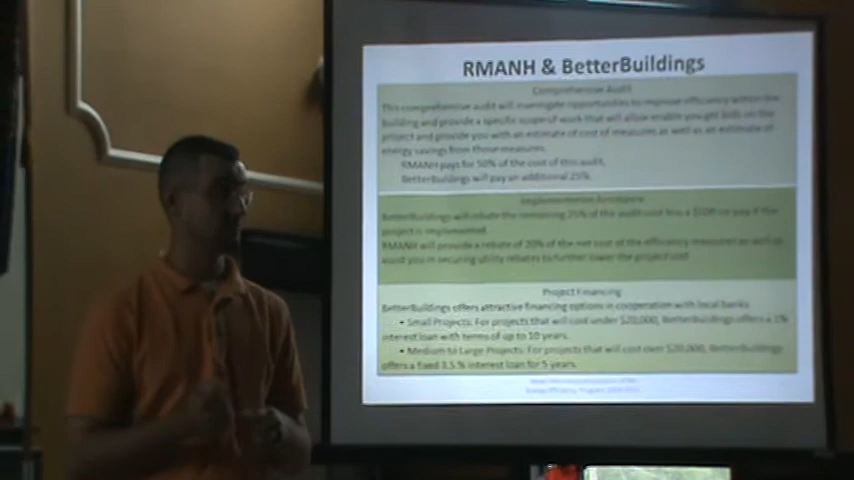 RMANH & BetterBuildings
Comprehensive Audit
This comprehensive audit will investigate opportunities to improve efficiency within the
building and provide a specific scope of work that will allow enable you get bids on the
project and provide you with an estimate of cost of measures as well as an estimate of
energy savings from those measures.
RMANH pays for 50% of the cost of this audit.
BetterBuildings will pay an additional 25%.
Implementation Assistance
BetterBuildings will rebate the remaining 25% of the audit cost less a $100 co-pay if the
project is implemented.
RMANH will provide a rebate of 20% of the net cost of the efficiency measures as well as
assist you in securing utility rebates to further lower the project cost
Project Financing
BetterBuildings offers attractive financing options in cooperation with local banks
• Small Projects: For projects that will cost under $20,000, BetterBuildings offers a 1%
interest loan with terms of up to 10 years.
• Medium to Large Projects: For projects that will cost over $20,000, BetterBuildings
offers a fixed 3.5 % interest loan for 5 years.